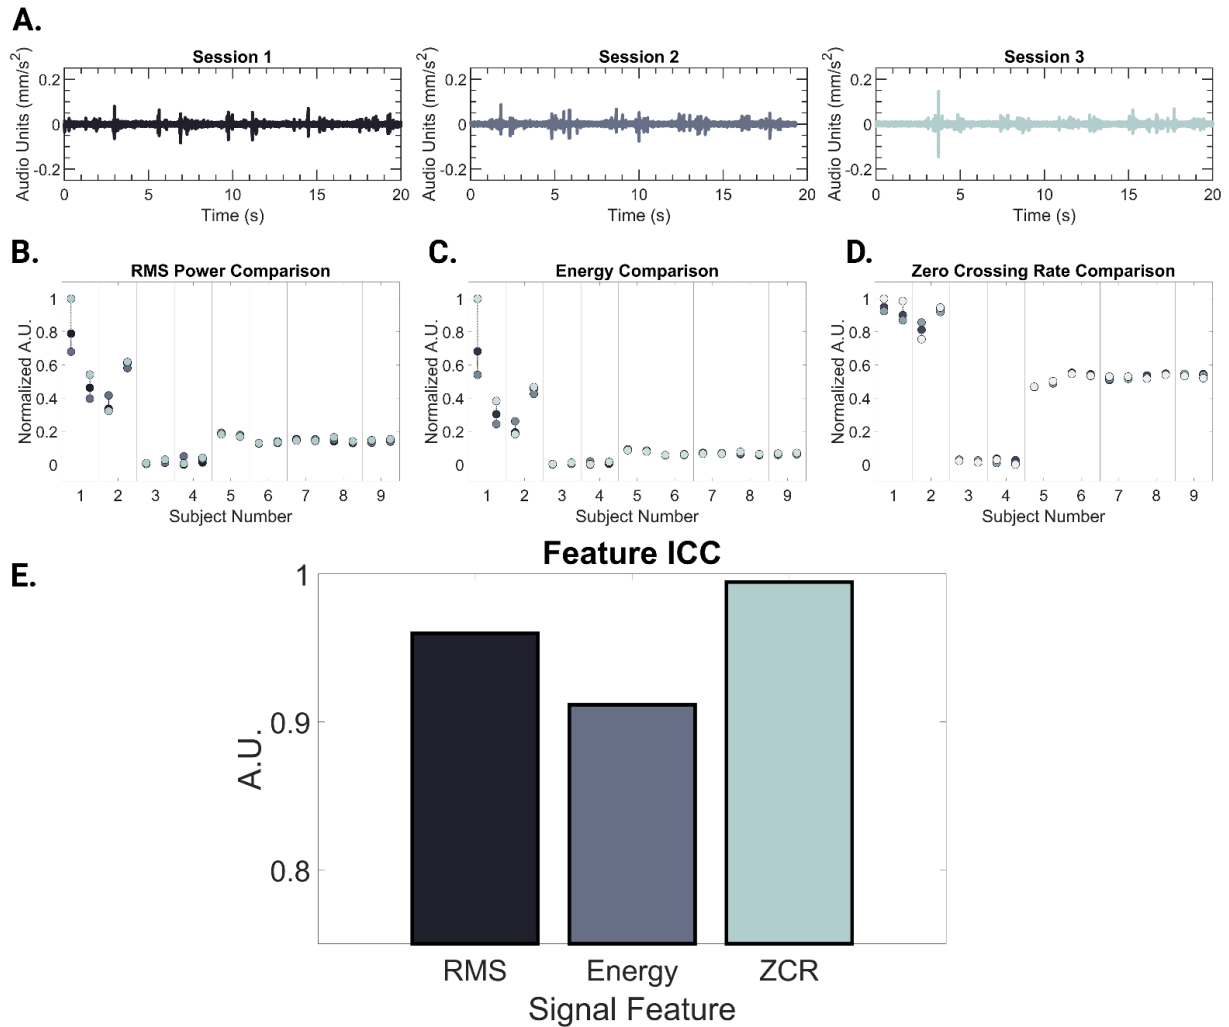 A.
Session 1 Session 2 Session 3
Audio Units (mm/s²) Audio Units (mm/s²) Audio Units (mm/s²)
0.2 0.2 0.2
0 0 0
-0.2 -0.2 -0.2
0 5 10 15 20 0 5 10 15 20 0 5 10 15 20
Time (s) Time (s) Time (s)
B. C. D.
RMS Power Comparison Energy Comparison Zero Crossing Rate Comparison
Normalized A.U. Normalized A.U. Normalized A.U.
1 1 1
0.8 0.8 0.8
0.6 0.6 0.6
0.4 0.4 0.4
0.2 0.2 0.2
0 0 0
1 2 3 4 5 6 7 8 9 1 2 3 4 5 6 7 8 9 1 2 3 4 5 6 7 8 9
Subject Number Subject Number Subject Number
E.
Feature ICC
A.U.
1
0.9
0.8
RMS Energy ZCR
Signal Feature